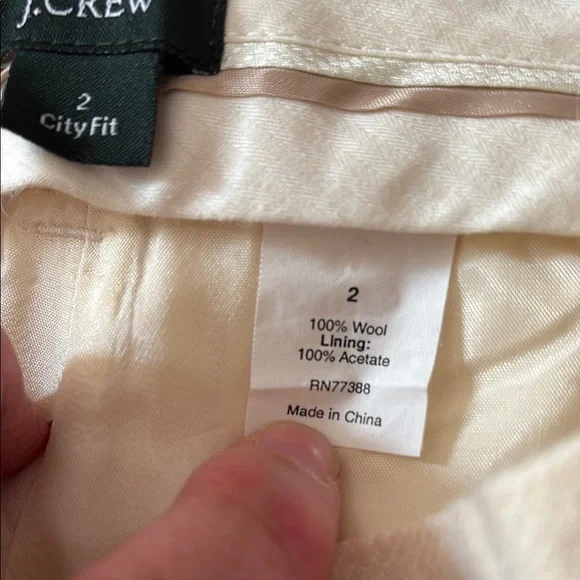 J.CREW
2
City Fit
2
100% Wool
Lining:
100% Acetate
RN77388
Made in China